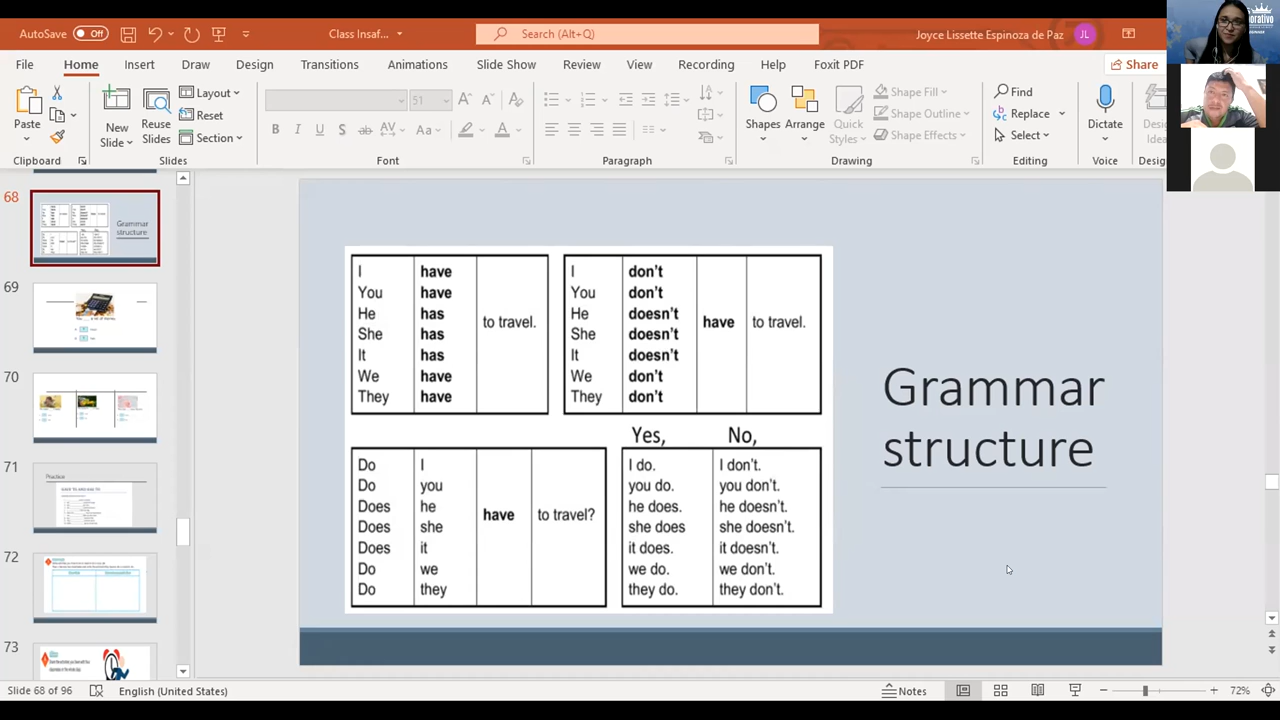 AutoSave Off Class Insaf... Search (Alt+Q) Joyce Lissette Espinoza de Paz JL
orativo
File Home Insert Draw Design Transitions Animations Slide Show Review View Recording Help Foxit PDF Share
Paste New Slide Reuse Slides Layout Reset Section
51
B I U S ab AV Aa A
Shapes Arrange Quick Styles Shape Fill Shape Outline Shape Effects
Find Replace Select Dictate
Clipboard Slides Font Paragraph Drawing Editing Voice
68
Grammar structure
69
70
71
Practice
72
73
I have
You have
He has
She has
It has
We have
They have
to travel.
I don't
You don't
He doesn't
She doesn't
It doesn't
We don't
They don't
have to travel.
Do I
Do you
Does he
Does she
Does it
Do we
Do they
have to travel?
Yes, No,
I do. I don't.
you do. you don't.
he does. he doesn't.
she does she doesn't.
it does. it doesn't.
we do. we don't.
they do. they don't.
Grammar
structure
Slide 68 of 96 English (United States) Notes 72%